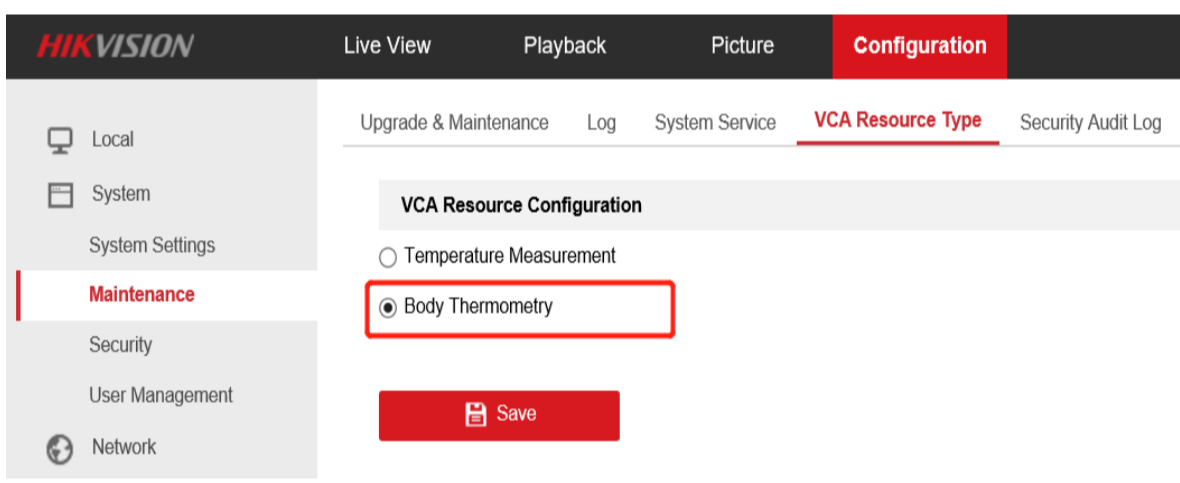 HIKVISION Live View Playback Picture Configuration
Upgrade & Maintenance Log System Service VCA Resource Type Security Audit Log
Local
System
System Settings
Maintenance
Security
User Management
Network
VCA Resource Configuration
Temperature Measurement
Body Thermometry
Save